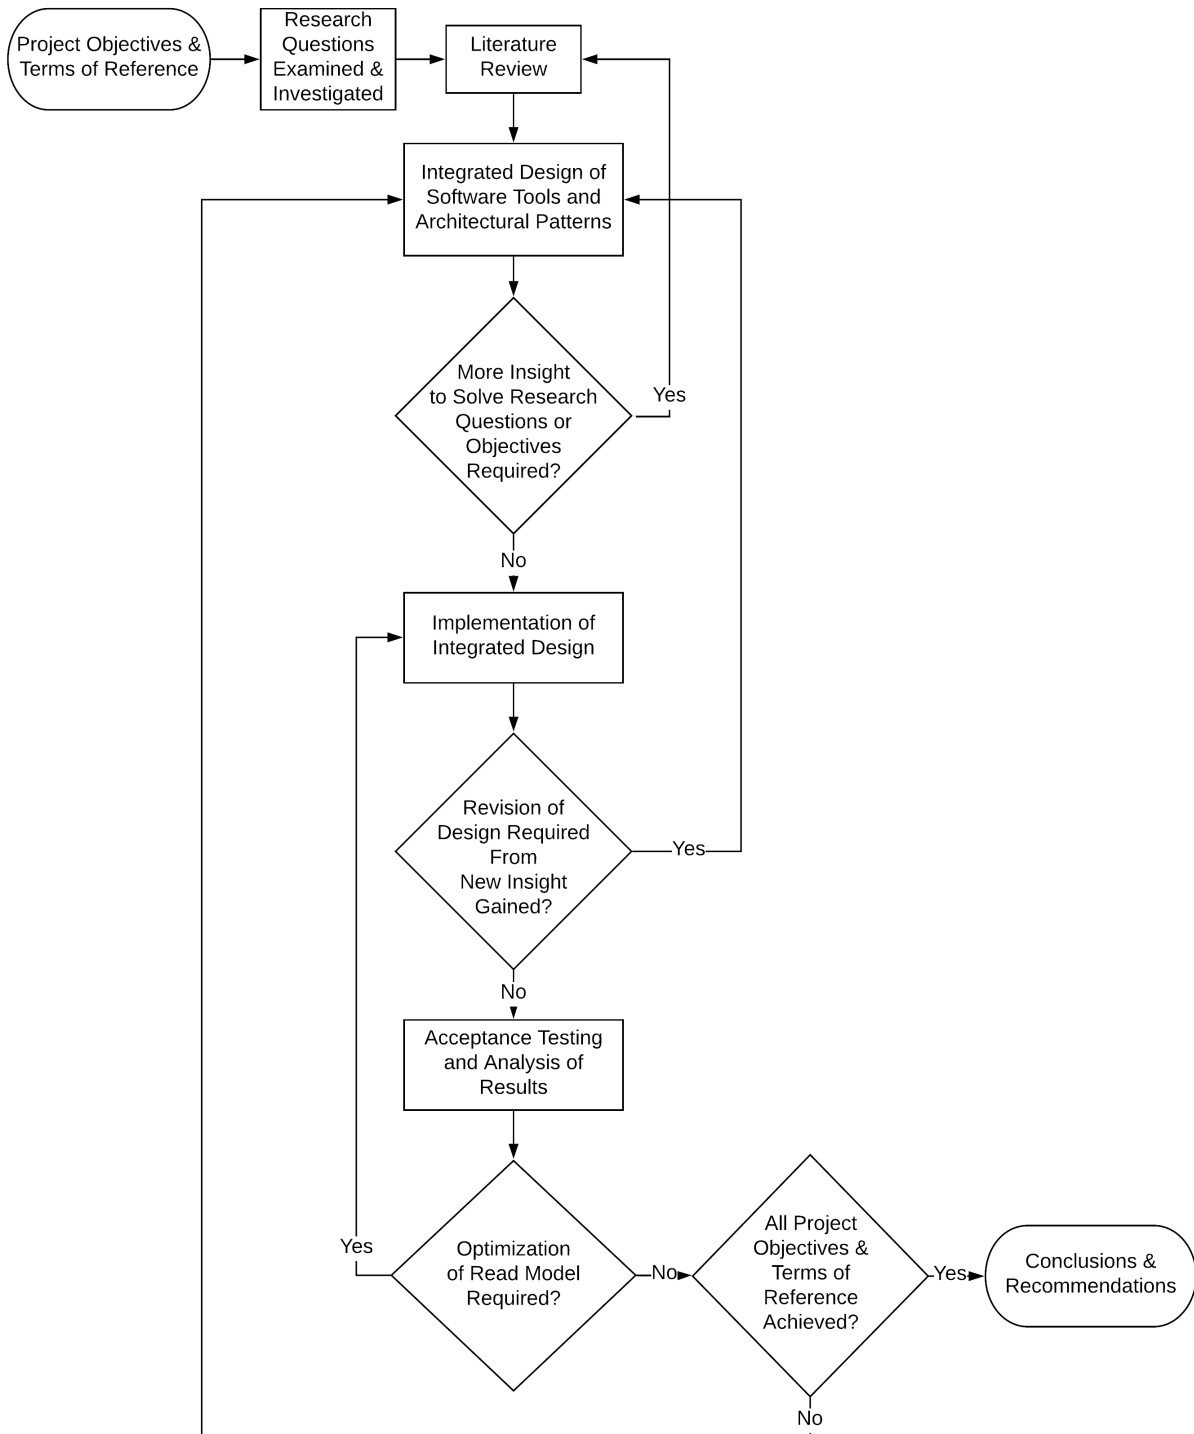 Project Objectives &
Terms of Reference
Research
Questions
Examined &
Investigated
Literature
Review
Integrated Design of
Software Tools and
Architectural Patterns
More Insight
to Solve Research
Questions or
Objectives
Required?
Yes
No
Implementation of
Integrated Design
Revision of
Design Required
From
New Insight
Gained?
Yes
No
Acceptance Testing
and Analysis of
Results
Yes
Optimization
of Read Model
Required?
No
All Project
Objectives &
Terms of
Reference
Achieved?
Yes
Conclusions &
Recommendations
No